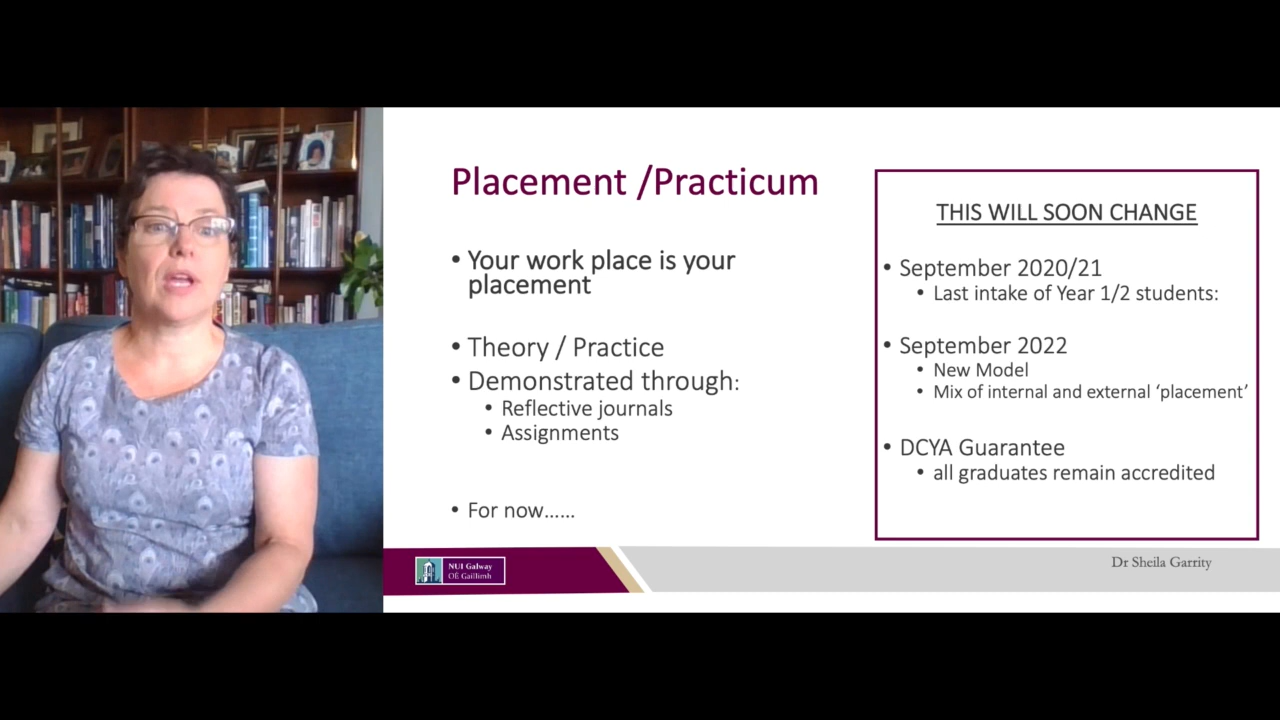 Placement /Practicum
• Your work place is your
placement
• Theory / Practice
• Demonstrated through:
• Reflective journals
• Assignments
• For now......
THIS WILL SOON CHANGE
• September 2020/21
• Last intake of Year 1/2 students:
• September 2022
• New Model
• Mix of internal and external ‘placement’
• DCYA Guarantee
• all graduates remain accredited
NUI Galway
OÉ Gaillimh
Dr Sheila Garrity